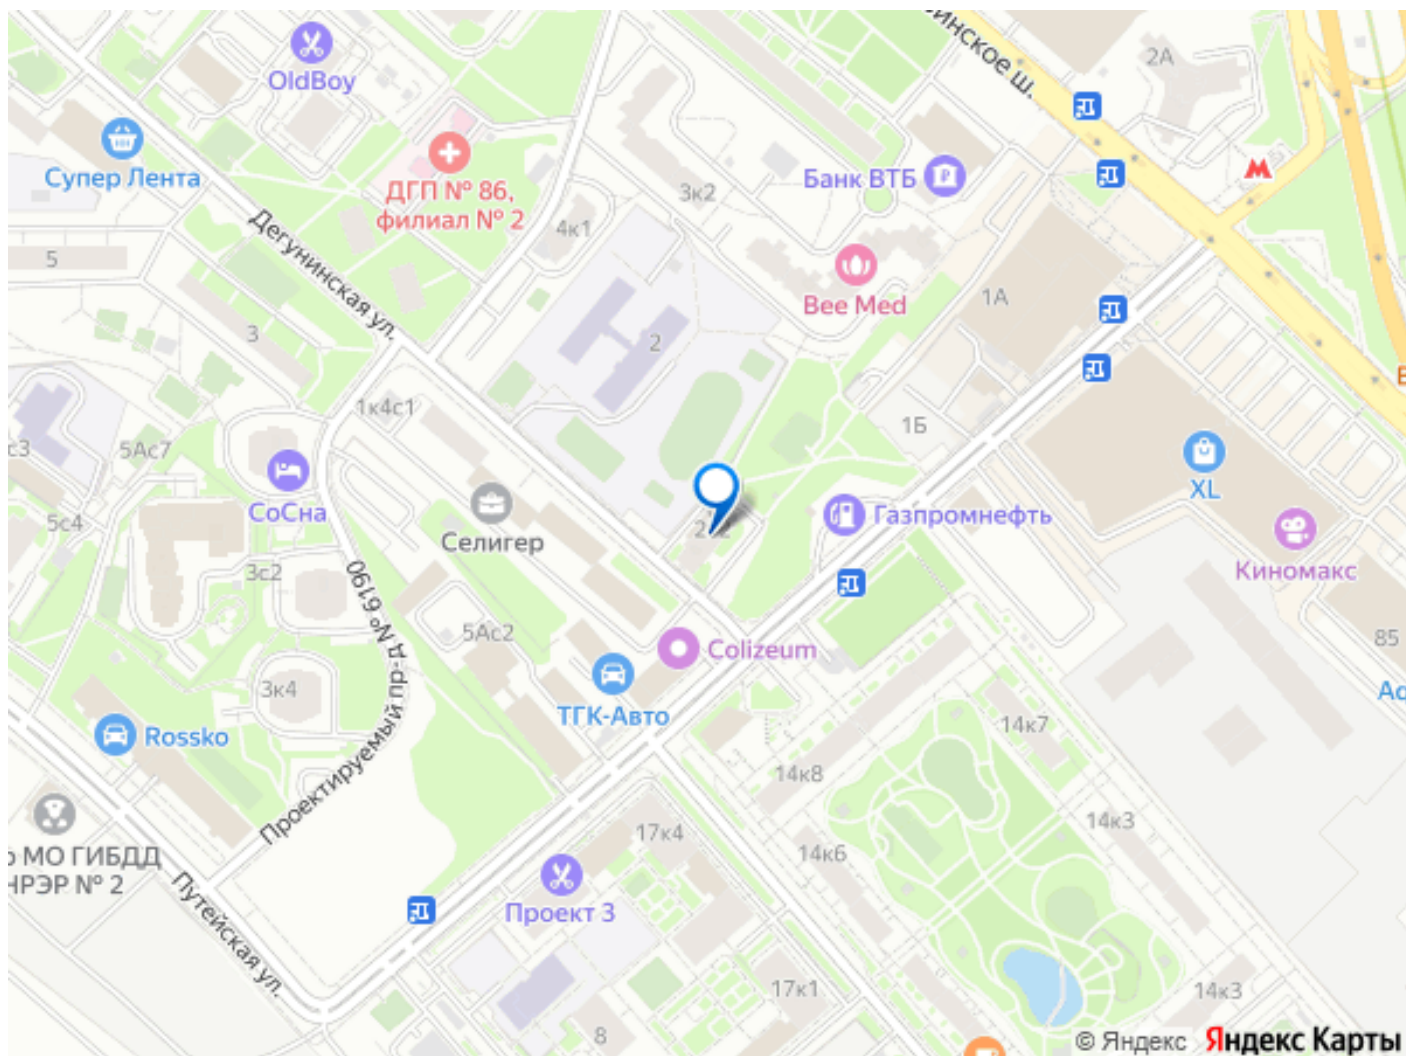 OldBoy
Супер Лента
ДГП № 86,
филиал № 2
Дегунинская ул.
5
3
4к1
3к2
2А
Банк ВТБ
Bee Med
1А
2
1Б
1к4с1
5Ас7
5с4
СоСна
Селигер
Газпромнефть
XL
Киномакс
3с2
5Ас2
Colizeum
85
3к4
ТГК-Авто
Rossko
Проектируемый пр-д № 6190
14к7
14к8
14к3
17к4
14к6
МО ГИБДД
№ 2
Путейская ул.
Проект 3
17к1
14к3
8
© Яндекс Яндекс Карты